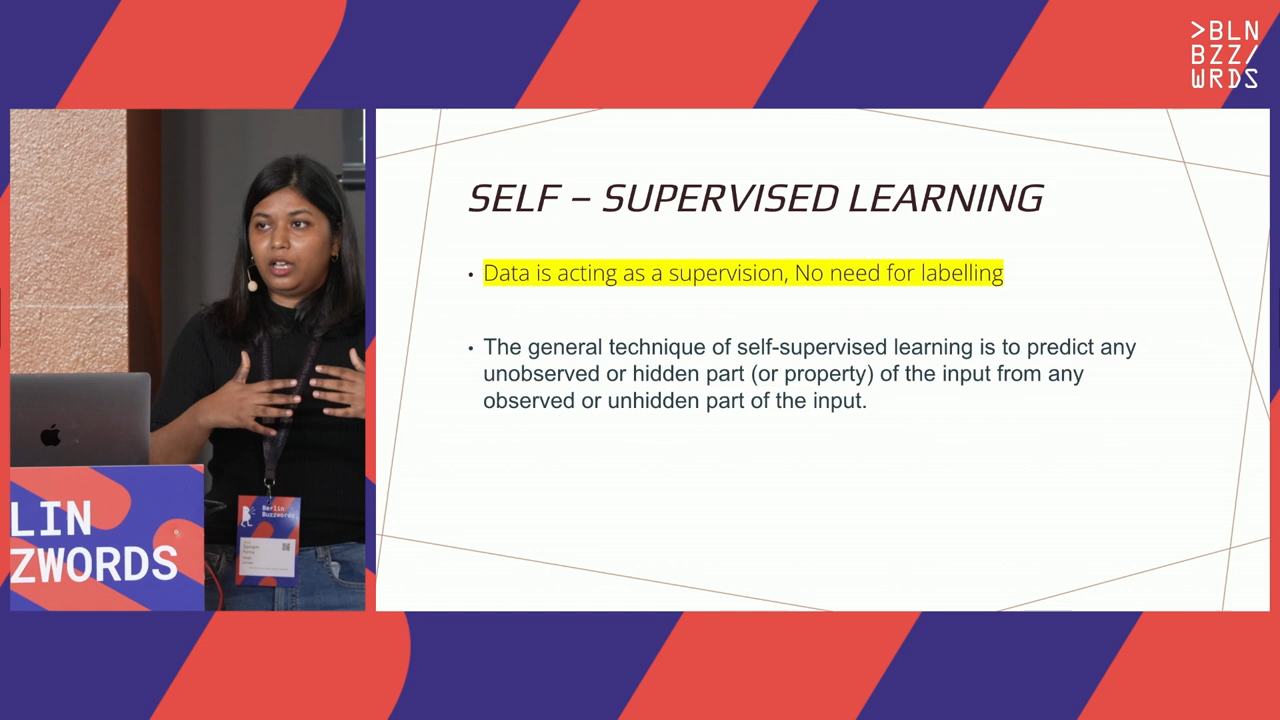 >BLN
BZZ/
WRDS
SELF – SUPERVISED LEARNING
• Data is acting as a supervision, No need for labelling
• The general technique of self-supervised learning is to predict any
unobserved or hidden part (or property) of the input from any
observed or unhidden part of the input.
LIN
ZWORDS
Berlin
Buzzwords